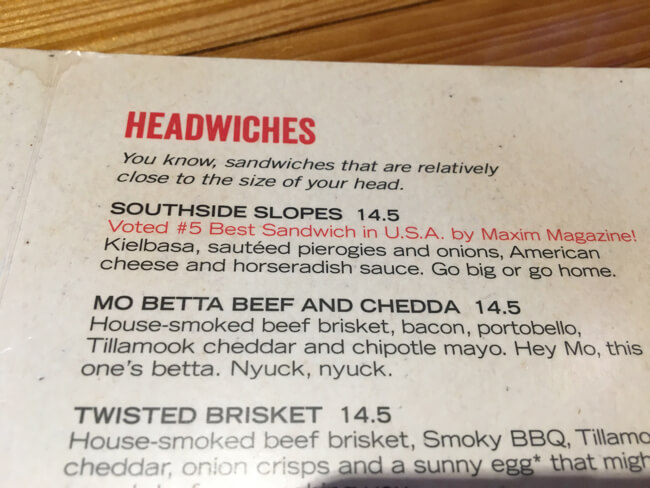 HEADWICHES
You know, sandwiches that are relatively
close to the size of your head.
SOUTHSIDE SLOPES 14.5
Voted #5 Best Sandwich in U.S.A. by Maxim Magazine!
Kielbasa, sautéed pierogies and onions, American
cheese and horseradish sauce. Go big or go home.
MO BETTA BEEF AND CHEDDA 14.5
House-smoked beef brisket, bacon, portobello,
Tillamook cheddar and chipotle mayo. Hey Mo, this
one's betta. Nyuck, nyuck.
TWISTED BRISKET 14.5
House-smoked beef brisket, Smoky BBQ, Tillamo
cheddar, onion crisps and a sunny egg* that migh